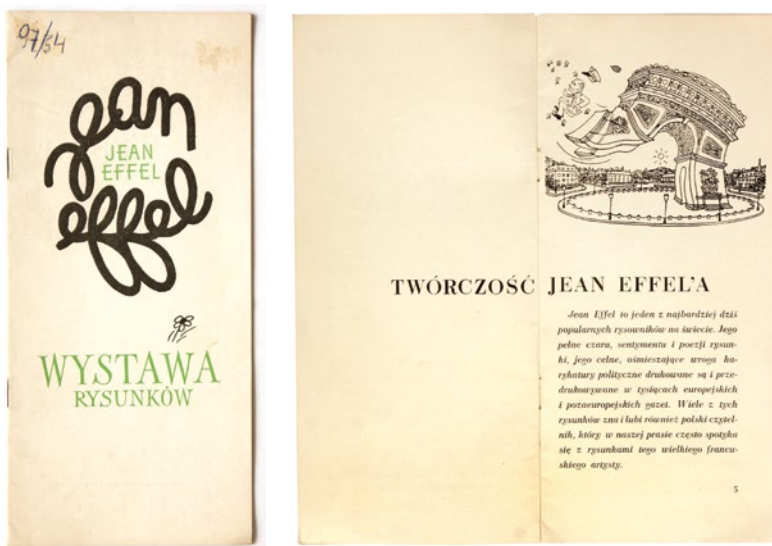 97/54
jean
JEAN
EFFEL
effel
WYSTAWA
RYSUNKÓW
TWÓRCZOŚĆ JEAN EFFEL'A
Jean Effel to jeden z najbardziej dziś
popularnych rysowników na świecie. Jego
pełne czaru, sentymentu i poezji rysun-
ki, jego celne, ośmieszające wroga ka-
rykatury polityczne drukowane są i prze-
drukowywane w tysiącach europejskich
i pozaeuropejskich gazet. Wiele z tych
rysunków zna i lubi również polski czytel-
nik, który w naszej prasie często spotyka
się z rysunkami tego wielkiego francu-
skiego artysty.
5